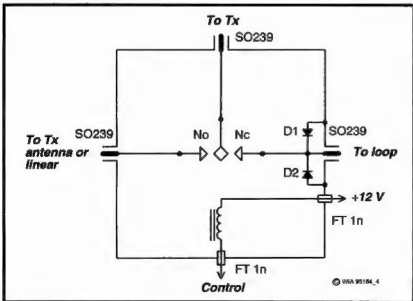 To Tx
SO239
SO239
To Tx
antenna or
linear
No
Nc
D1
SO239
To loop
D2
+12 V
FT 1n
FT 1n
Control